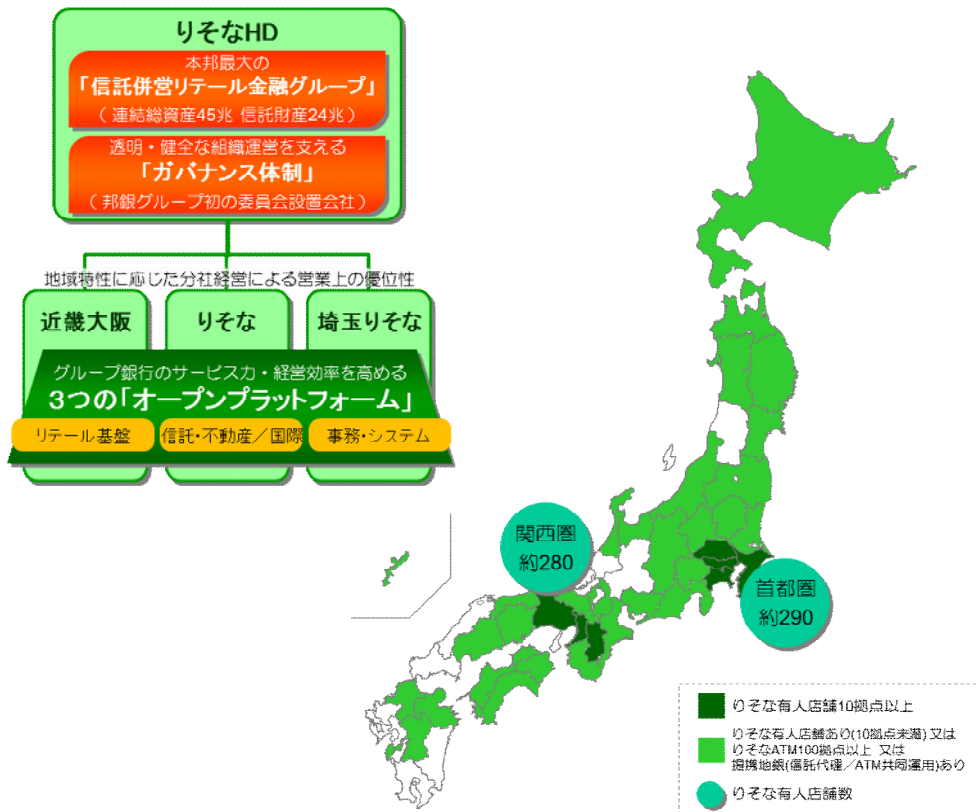 りそなHD
本邦最大の
「信託併営リテール金融グループ」
（ 連結総資産45兆 信託財産24兆 ）
透明・健全な組織運営を支える
「ガバナンス体制」
（ 邦銀グループ初の委員会設置会社 ）
地域特性に応じた分社経営による営業上の優位性
近畿大阪
りそな
埼玉りそな
グループ銀行のサービス力・経営効率を高める
3つの「オープンプラットフォーム」
リテール基盤
信託・不動産／国際
事務・システム
関西圏
約280
首都圏
約290
りそな有人店舗10拠点以上
りそな有人店舗あり(10拠点未満) 又は
りそなATM100拠点以上 又は
提携地銀(信託代理／ATM共同運用)あり
りそな有人店舗数